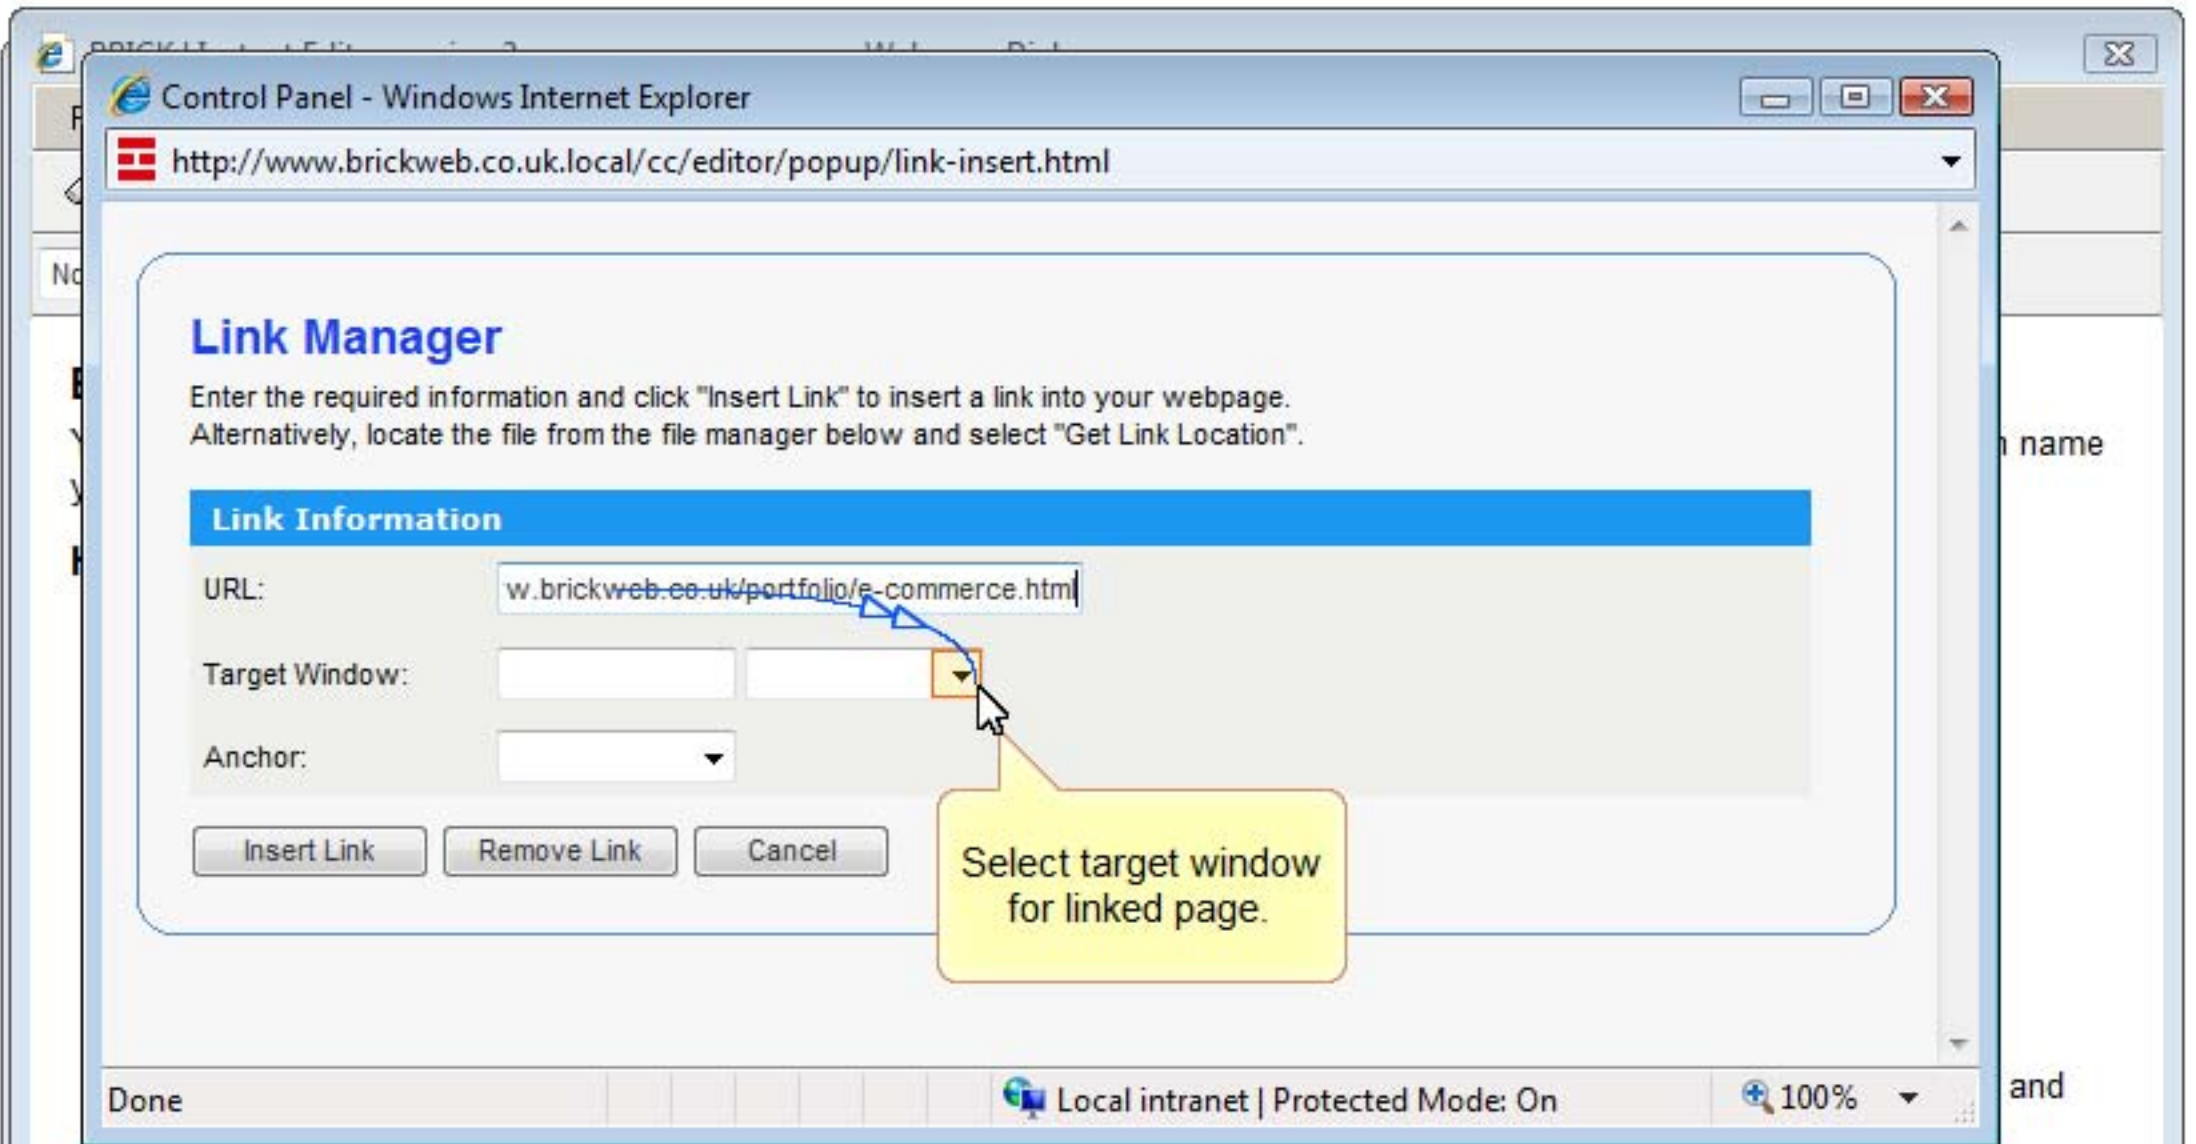 Control Panel - Windows Internet Explorer
http://www.brickweb.co.uk.local/cc/editor/popup/link-insert.html
No
Link Manager
Enter the required information and click "Insert Link" to insert a link into your webpage.
Alternatively, locate the file from the file manager below and select "Get Link Location".
name
Link Information
URL: w.brickweb.co.uk/portfolio/e-commerce.html
Target Window:
Anchor:
Insert Link Remove Link Cancel
Select target window
for linked page.
and
Done Local intranet | Protected Mode: On 100%